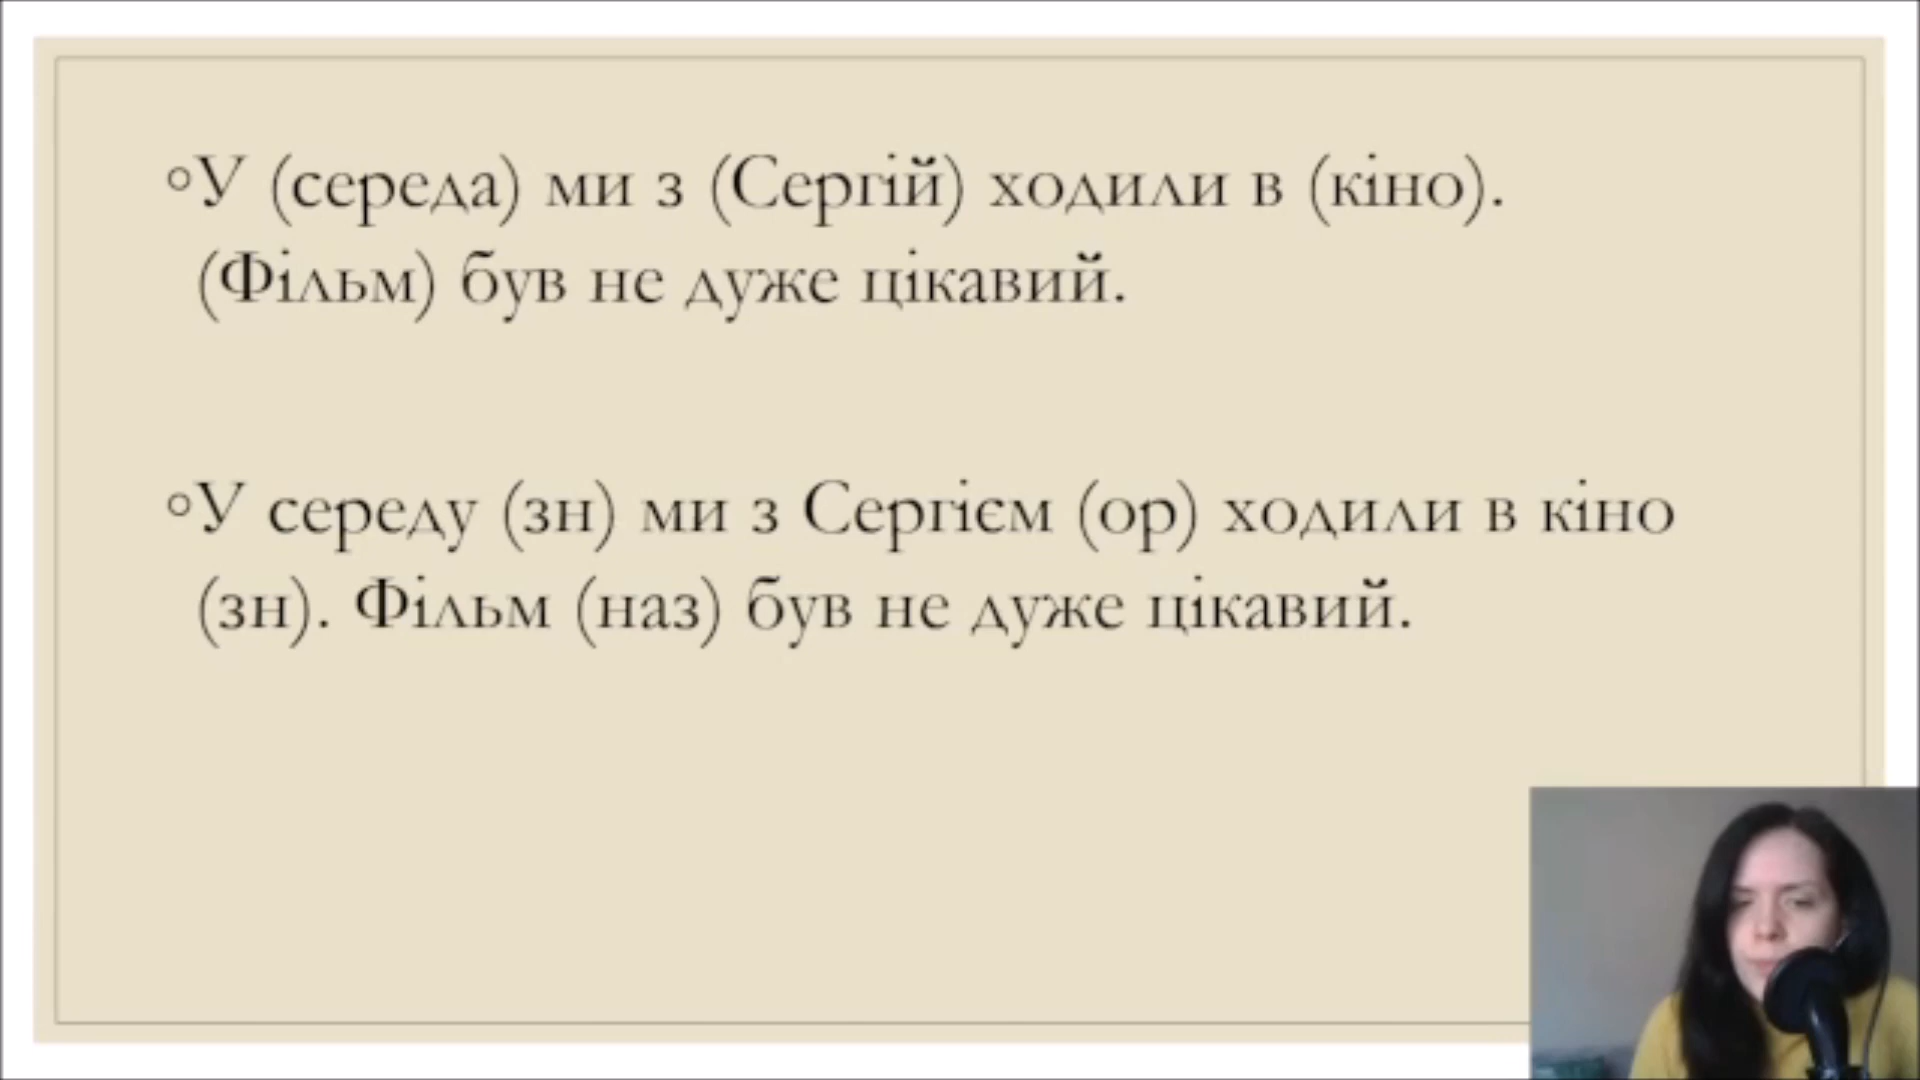 ◦У (середа) ми з (Сергій) ходили в (кіно).
(Фільм) був не дуже цікавий.
◦У середу (зн) ми з Сергієм (ор) ходили в кіно
(зн). Фільм (наз) був не дуже цікавий.